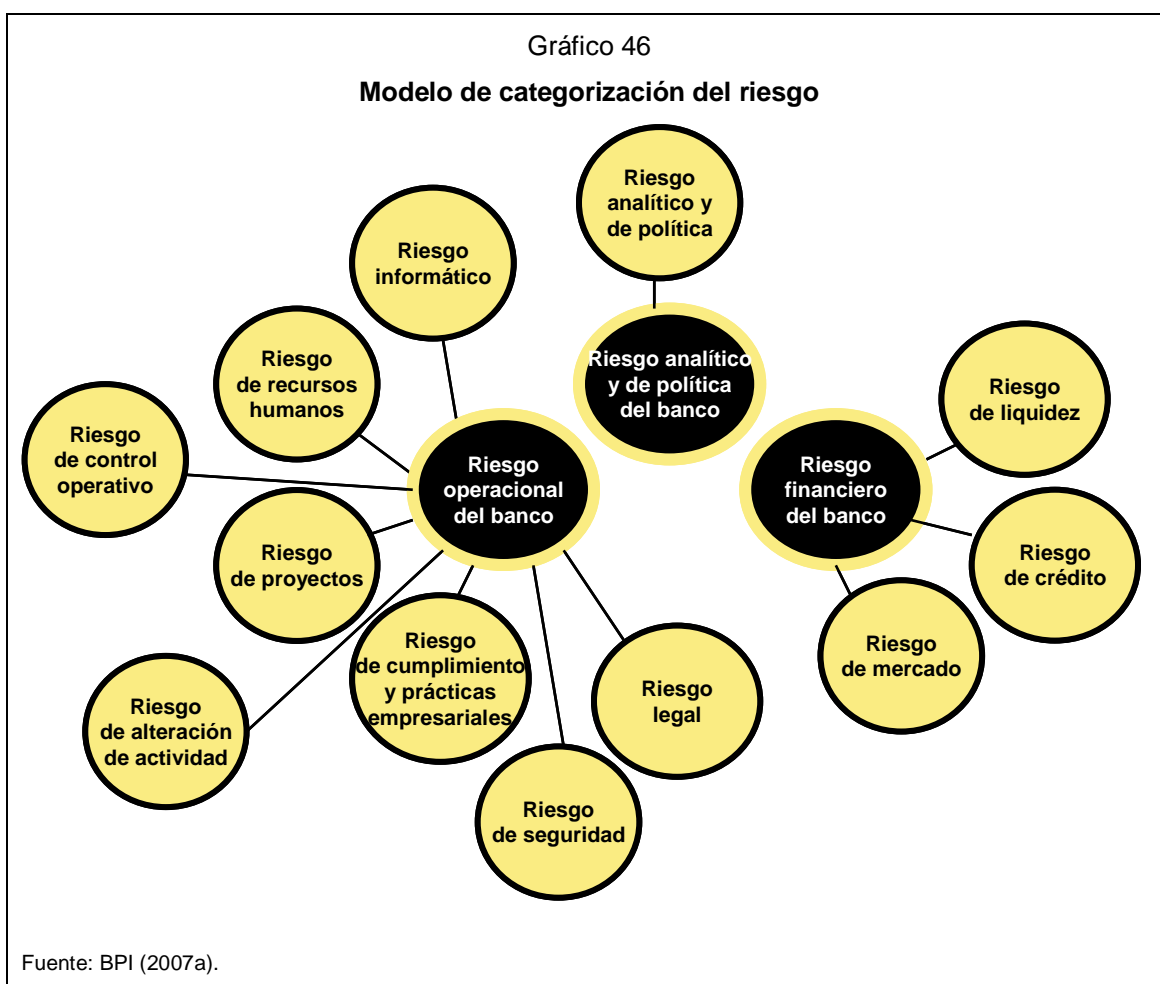 Gráfico 46
Modelo de categorización del riesgo
Riesgo
analítico y
de política
Riesgo
informático
Riesgo analítico
y de política
del banco
Riesgo
de recursos
humanos
Riesgo
de liquidez
Riesgo
de control
operativo
Riesgo
operacional
del banco
Riesgo
financiero
del banco
Riesgo
de proyectos
Riesgo
de crédito
Riesgo
de cumplimiento
y prácticas
empresariales
Riesgo
de mercado
Riesgo
legal
Riesgo
de alteración
de actividad
Riesgo
de seguridad
Fuente: BPI (2007a).